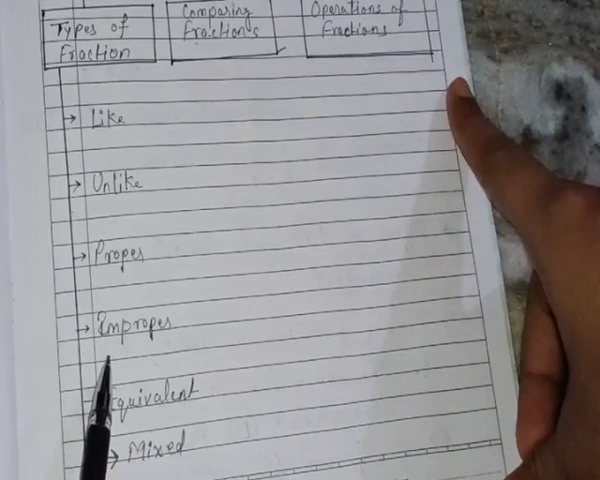 Types of
Fraction
Comparing
Fractions
Operations of
Fractions
Like
Unlike
Proper
Improper
Equivalent
Mixed